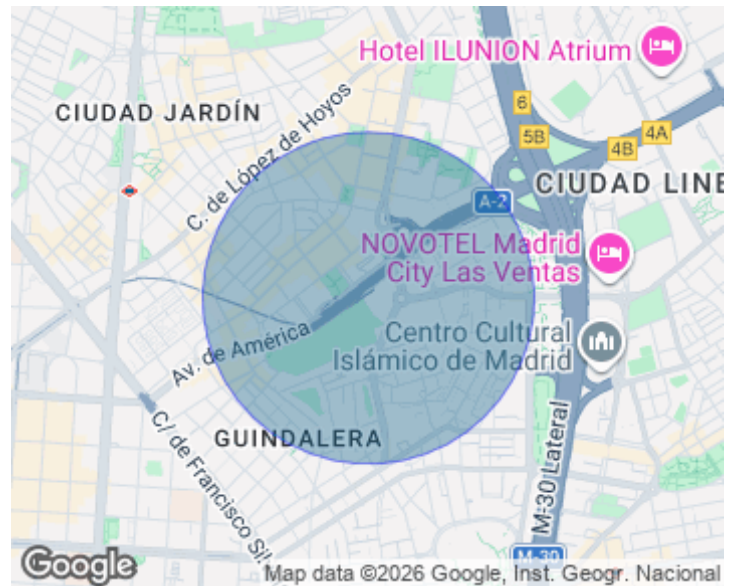 Hotel ILUNION Atrium
CIUDAD JARDÍN
C. de López de Hoyos
6
5B
4B
4A
A-2
CIUDAD LINE
NOVOTEL Madrid
City Las Ventas
Av. de América
Centro Cultural
Islámico de Madrid
GUINDALERA
C/ de Francisco Sil
M-30 Lateral
M-30
Google
Map data ©2026 Google, Inst. Geogr. Nacional